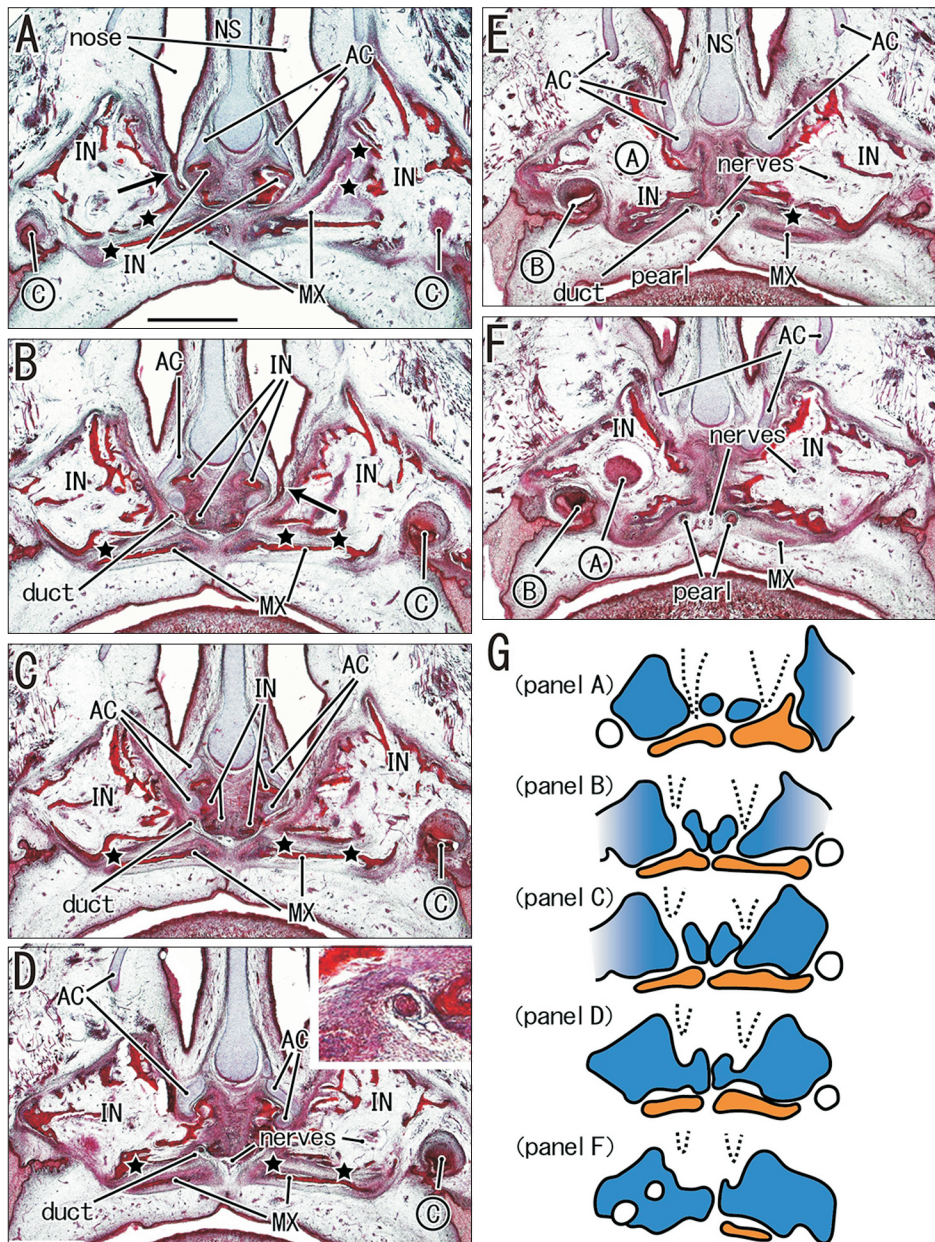 A
nose
NS
AC
IN
IN
IN
MX
C
C
B
AC
IN
IN
IN
duct
MX
C
C
AC
IN
AC
IN
IN
duct
MX
C
D
AC
AC
IN
IN
nerves
duct
MX
C
E
NS
AC
AC
A
nerves
IN
IN
B
duct
pearl
MX
F
AC
IN
nerves
IN
B
A
pearl
MX
G
(panel A)
(panel B)
(panel C)
(panel D)
(panel F)